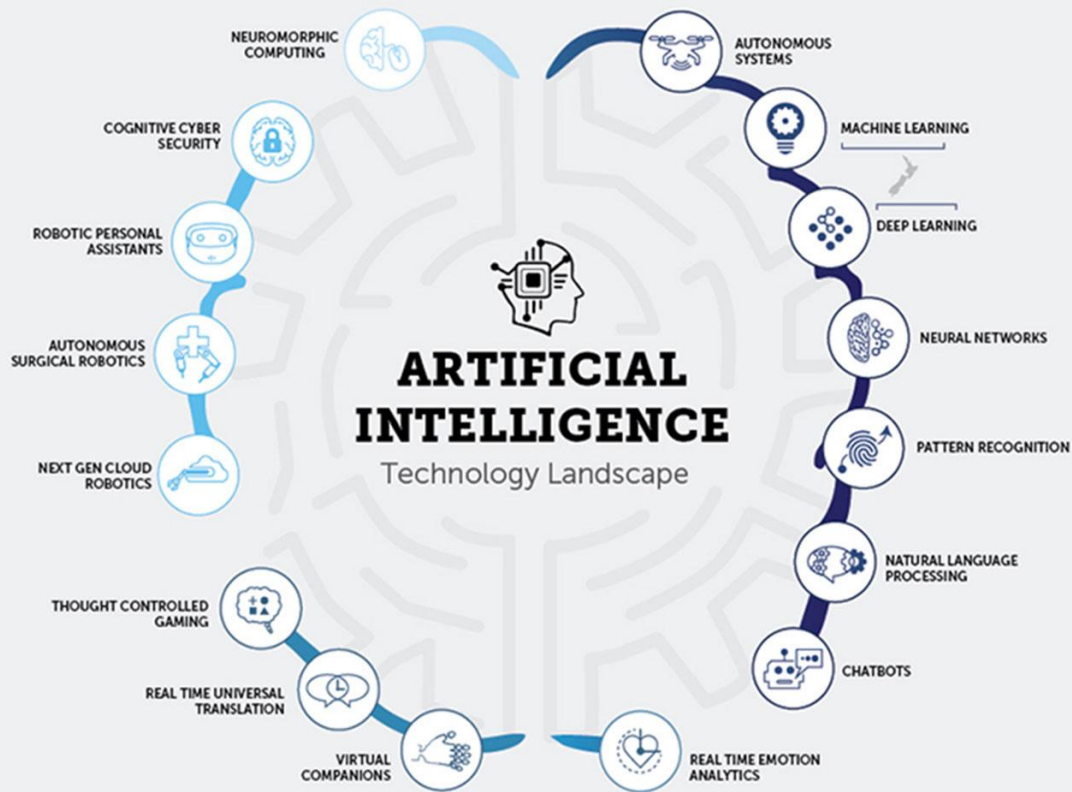 NEUROMORPHIC
COMPUTING
COGNITIVE CYBER
SECURITY
ROBOTIC PERSONAL
ASSISTANTS
AUTONOMOUS
SURGICAL ROBOTICS
NEXT GEN CLOUD
ROBOTICS
THOUGHT CONTROLLED
GAMING
REAL TIME UNIVERSAL
TRANSLATION
VIRTUAL
COMPANIONS
ARTIFICIAL
INTELLIGENCE
Technology Landscape
AUTONOMOUS
SYSTEMS
MACHINE LEARNING
DEEP LEARNING
NEURAL NETWORKS
PATTERN RECOGNITION
NATURAL LANGUAGE
PROCESSING
CHATBOTS
REAL TIME EMOTION
ANALYTICS